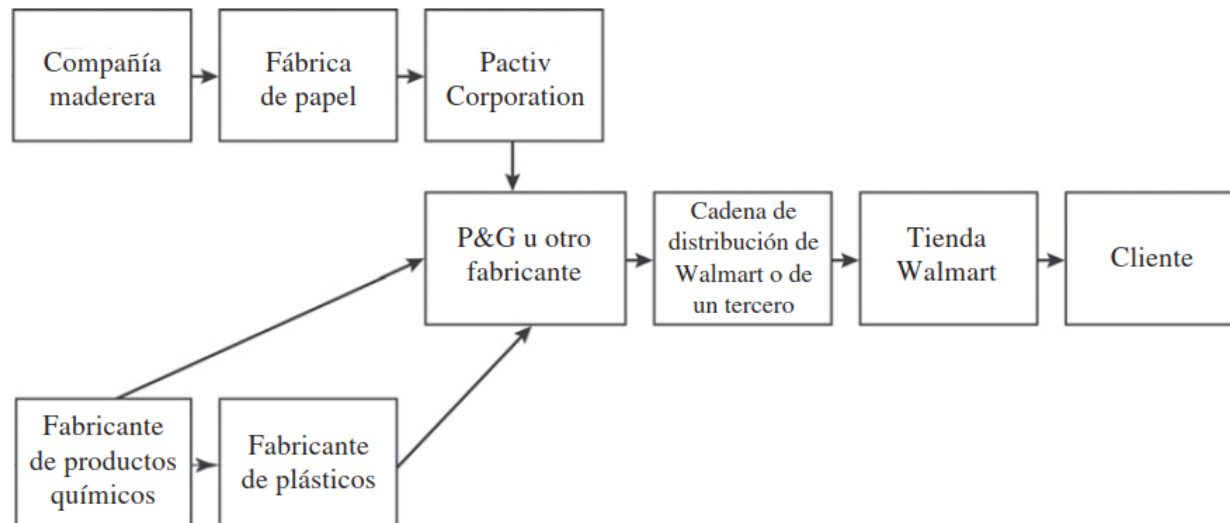 Compañía
maderera
Fábrica
de papel
Pactiv
Corporation
P&G u otro
fabricante
Cadena de
distribución de
Walmart o de
un tercero
Tienda
Walmart
Cliente
Fabricante
de productos
químicos
Fabricante
de plásticos